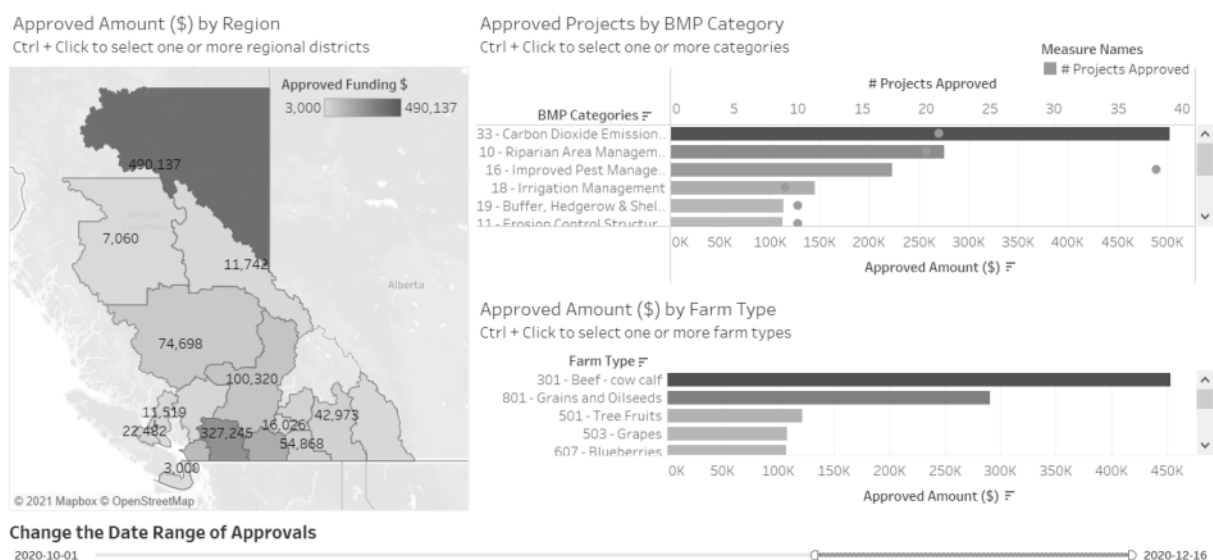 Approved Amount ($) by Region
Ctrl + Click to select one or more regional districts
Approved Funding $
3,000 490,137
490,137
7,060
11,742
Alberta
74,698
100,320
11,519
16,026
42,973
22,482
327,245
54,868
3,000
© 2021 Mapbox © OpenStreetMap
Approved Projects by BMP Category
Ctrl + Click to select one or more categories
Measure Names
# Projects Approved
# Projects Approved
BMP Categories
0 5 10 15 20 25 30 35 40
33 - Carbon Dioxide Emission..
10 - Riparian Area Managem..
16 - Improved Pest Manage..
18 - Irrigation Management
19 - Buffer, Hedgerow & Shel..
11 - Erosion Control Structur..
0K 50K 100K 150K 200K 250K 300K 350K 400K 450K 500K
Approved Amount ($)
Approved Amount ($) by Farm Type
Ctrl + Click to select one or more farm types
Farm Type
301 - Beef - cow calf
801 - Grains and Oilseeds
501 - Tree Fruits
503 - Grapes
607 - Blueberries
0K 50K 100K 150K 200K 250K 300K 350K 400K 450K
Approved Amount ($)
Change the Date Range of Approvals
2020-10-01 2020-12-16